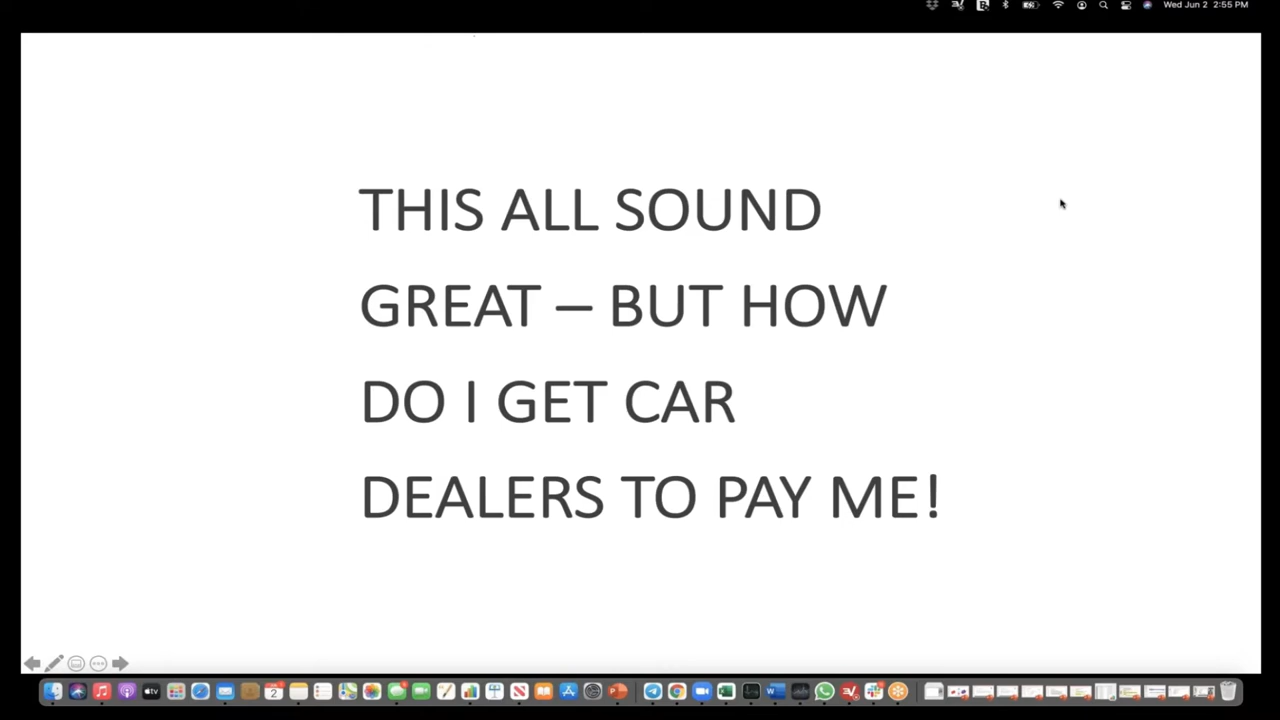 Wed Jun 2 2:55 PM
THIS ALL SOUND
GREAT – BUT HOW
DO I GET CAR
DEALERS TO PAY ME!
2